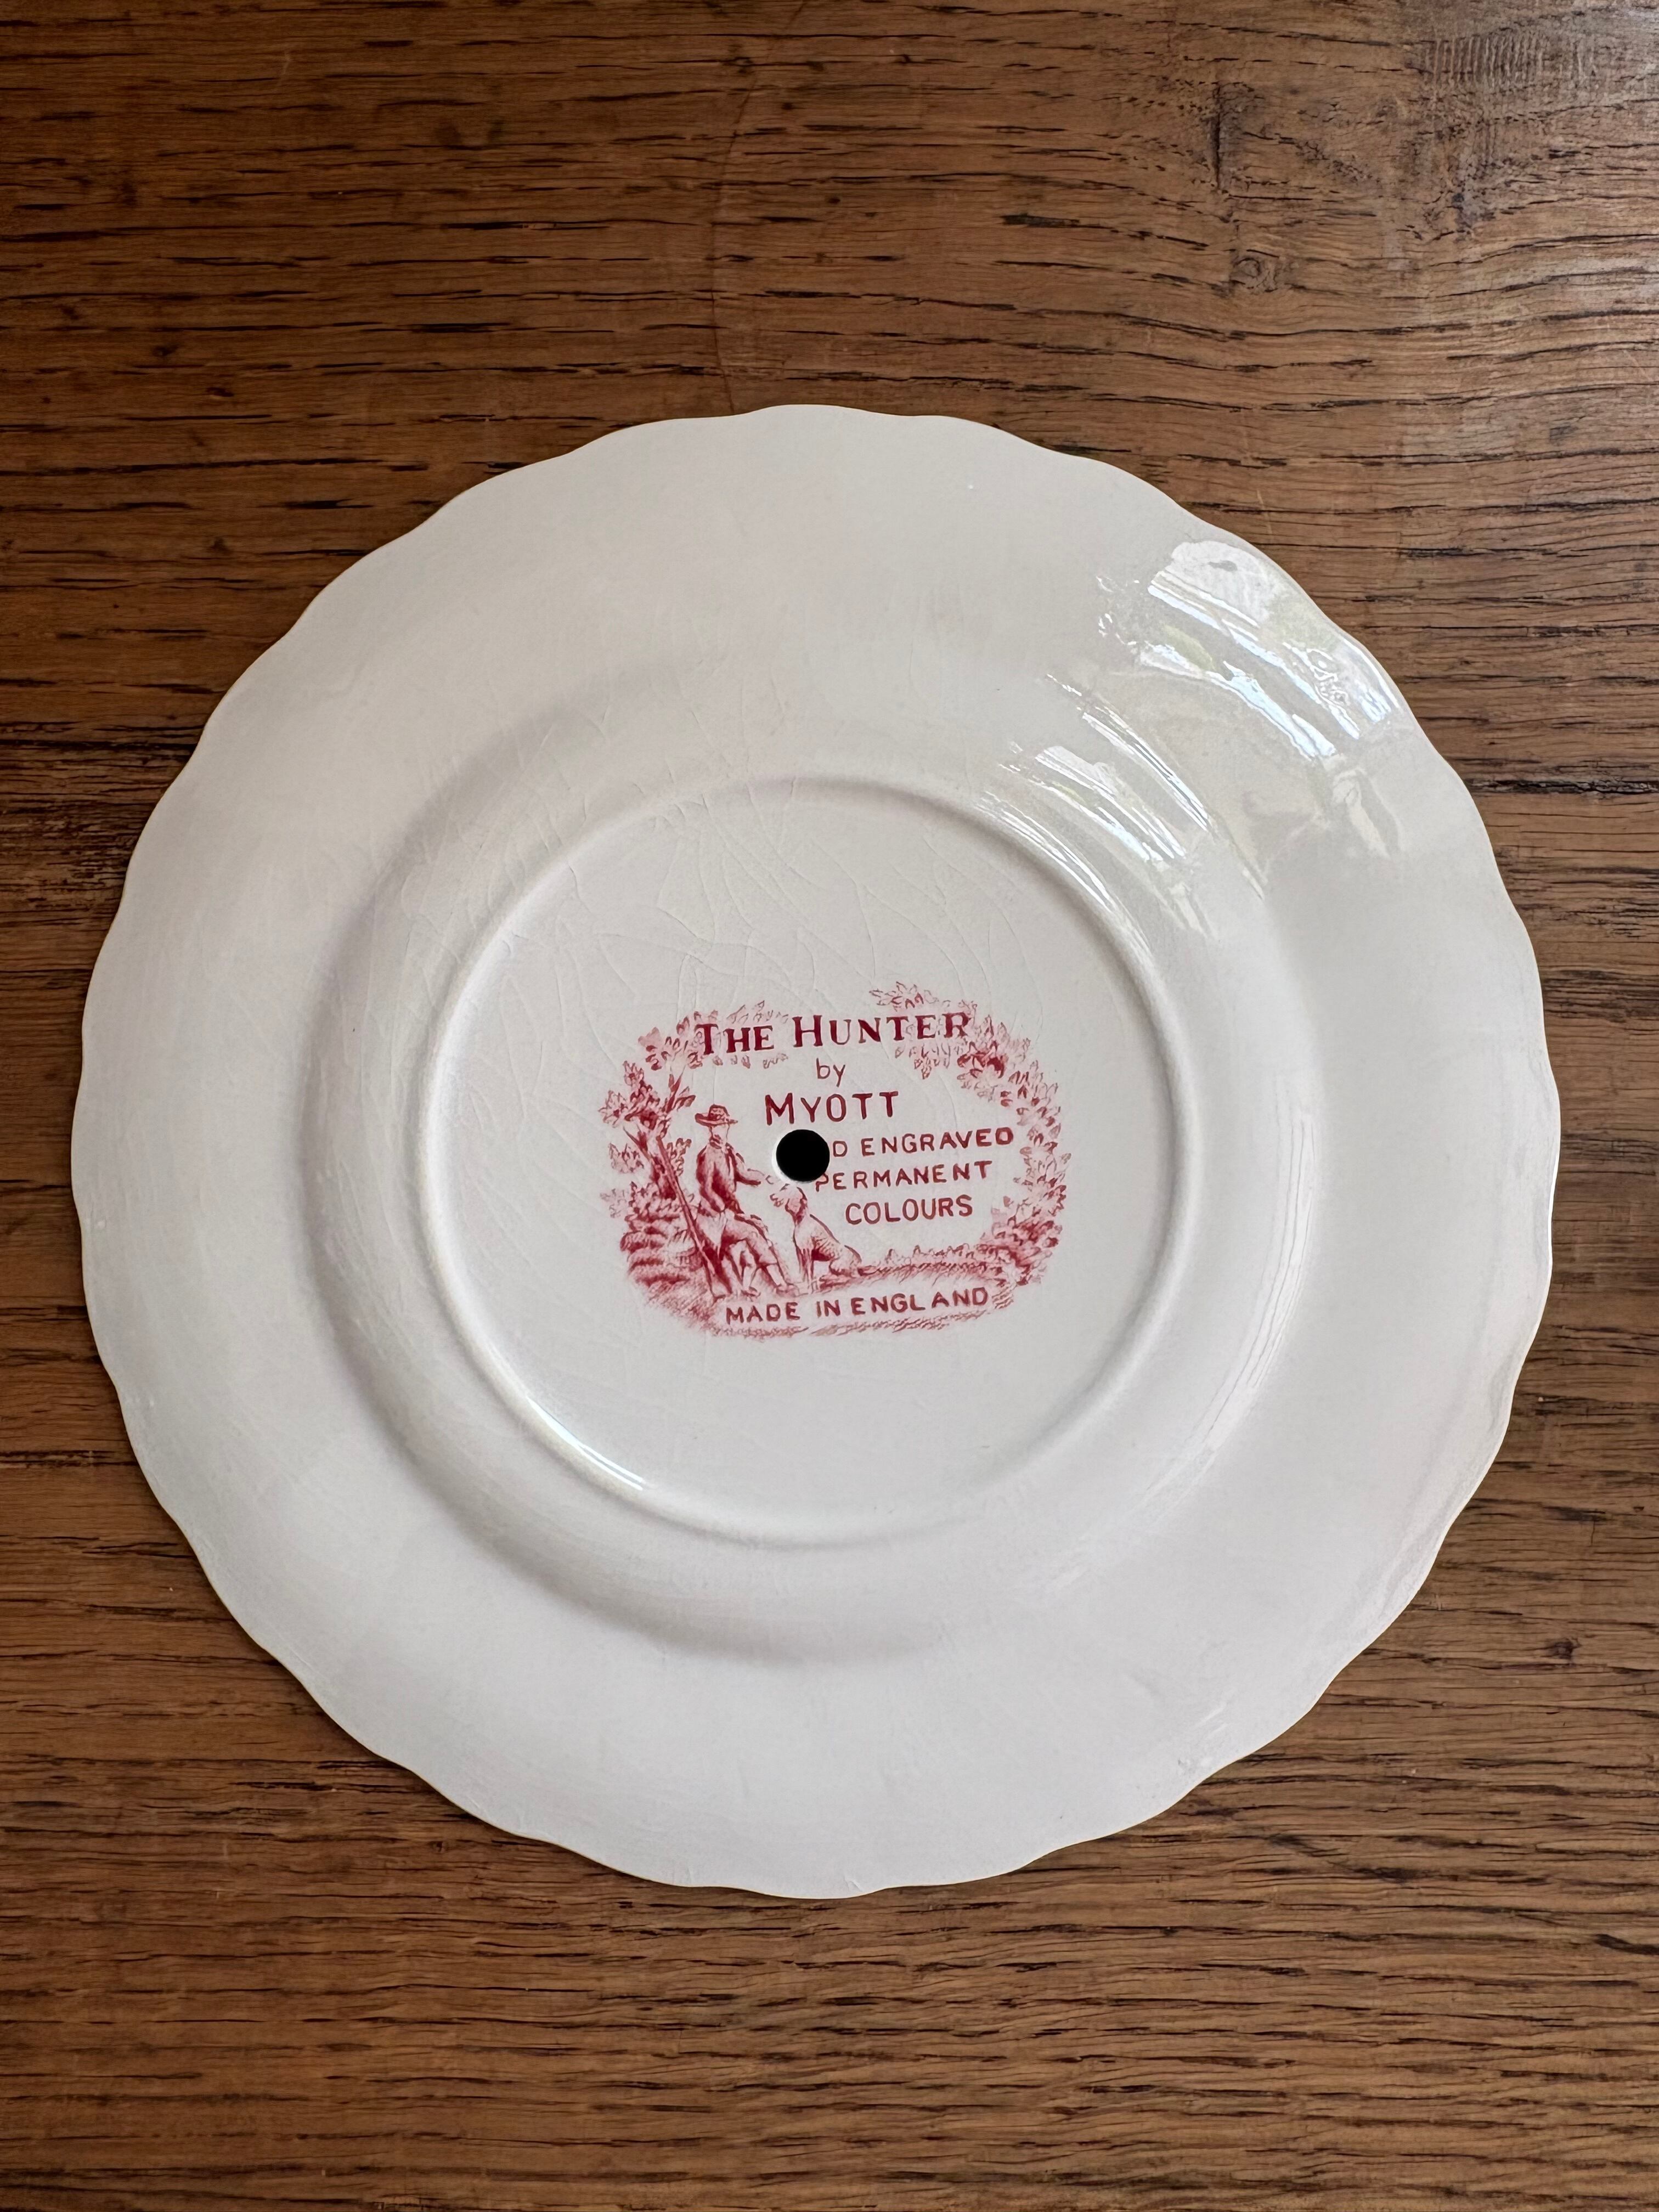 THE HUNTER
by
MYOTT
D ENGRAVED
PERMANENT
COLOURS
MADE IN ENGLAND